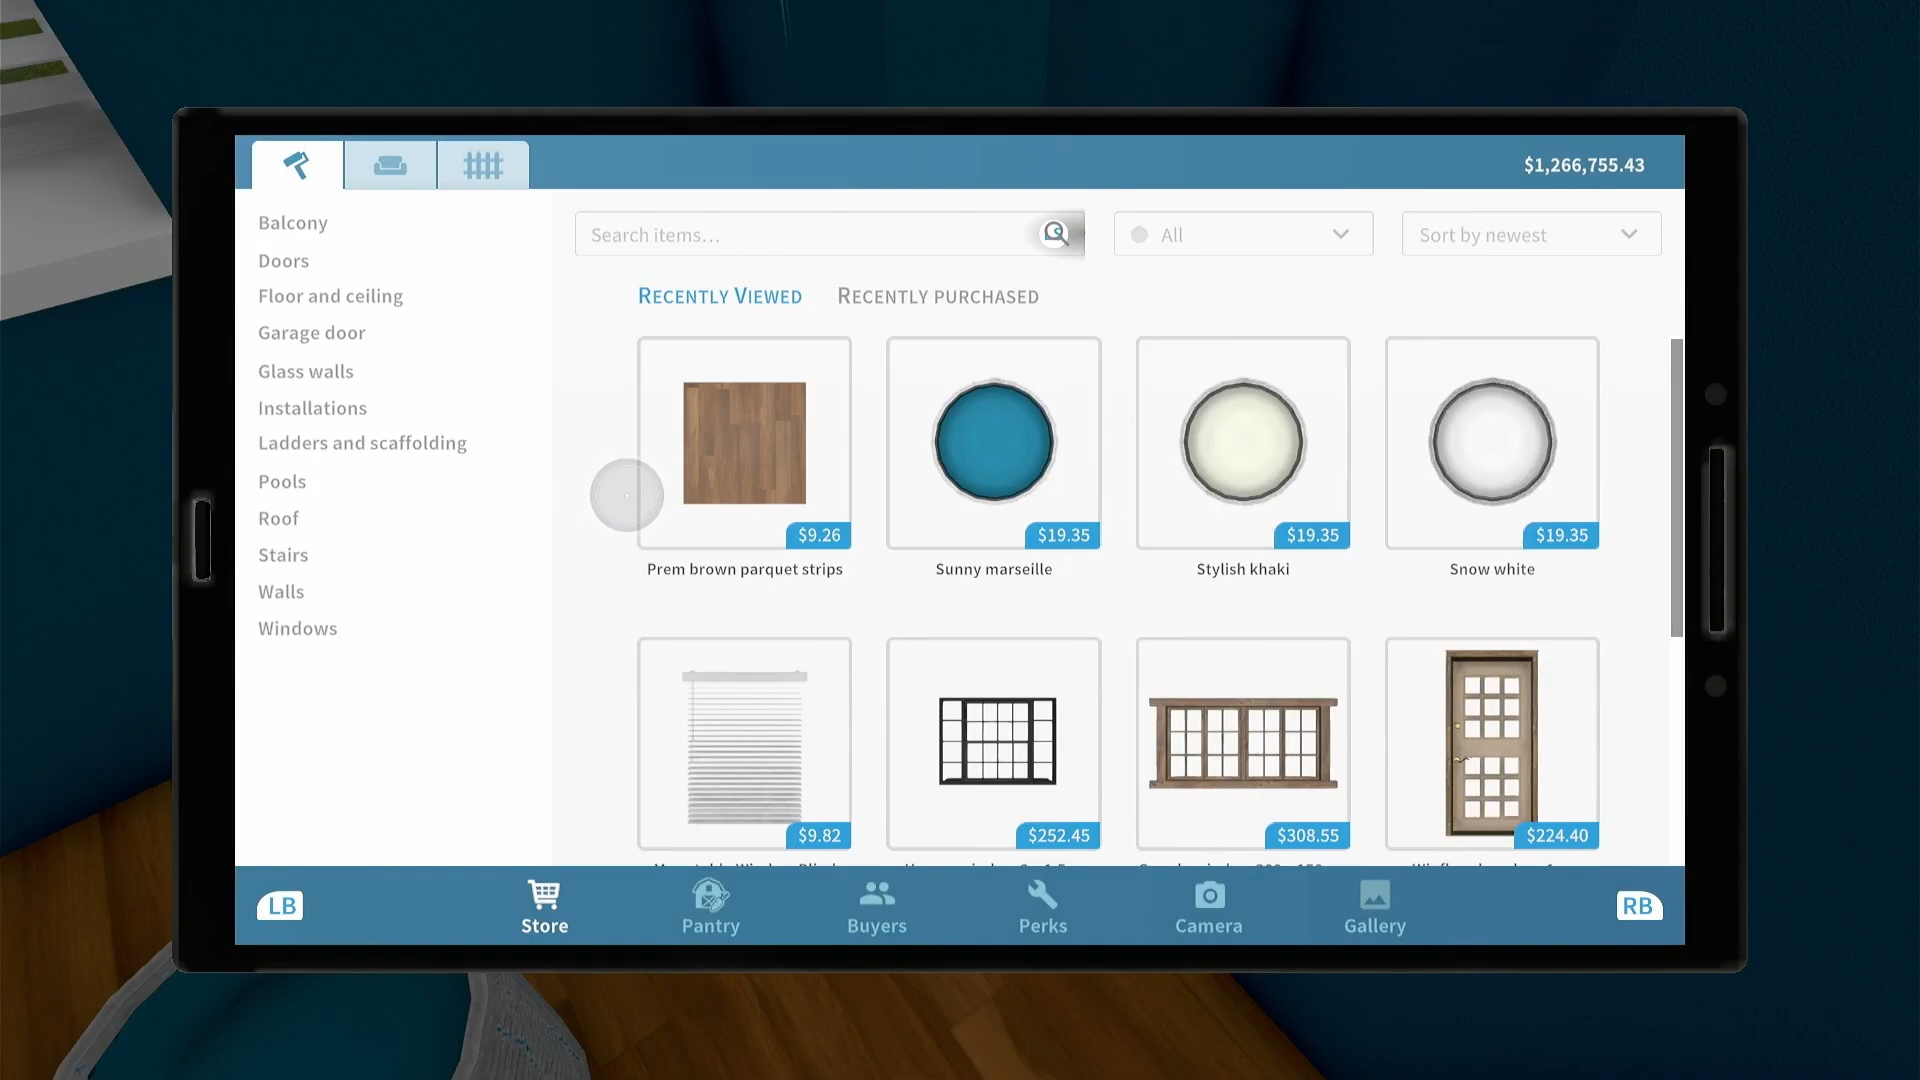 $1,266,755.43
Balcony
Doors
Floor and ceiling
Garage door
Glass walls
Installations
Ladders and scaffolding
Pools
Roof
Stairs
Walls
Windows
Search items...
LS
All
Sort by newest
RECENTLY VIEWED
RECENTLY PURCHASED
$9.26
$19.35
$19.35
$19.35
Prem brown parquet strips
Sunny marseille
Stylish khaki
Snow white
$9.82
$252.45
$308.55
$224.40
LB
Store
Pantry
Buyers
Perks
Camera
Gallery
RB